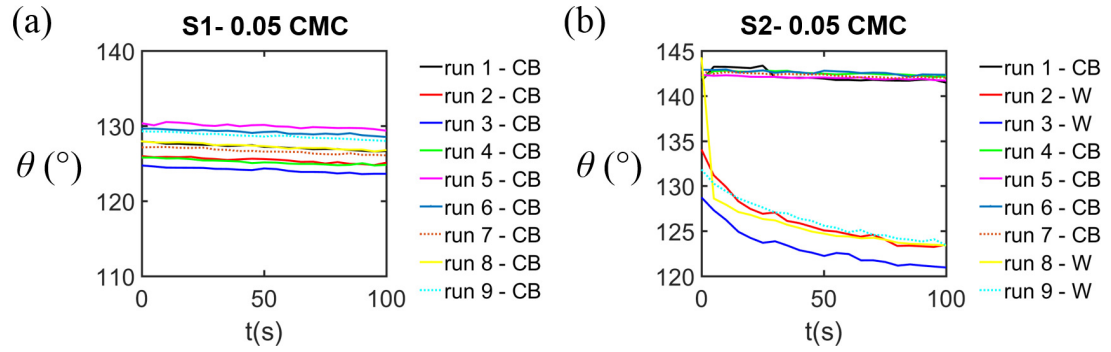 (a)
S1- 0.05 CMC
140
130
120
110
θ (°)
0
50
100
t(s)
run 1 - CB
run 2 - CB
run 3 - CB
run 4 - CB
run 5 - CB
run 6 - CB
run 7 - CB
run 8 - CB
run 9 - CB
(b)
S2- 0.05 CMC
145
140
135
130
125
120
θ (°)
0
50
100
t(s)
run 1 - CB
run 2 - W
run 3 - W
run 4 - CB
run 5 - CB
run 6 - CB
run 7 - CB
run 8 - W
run 9 - W